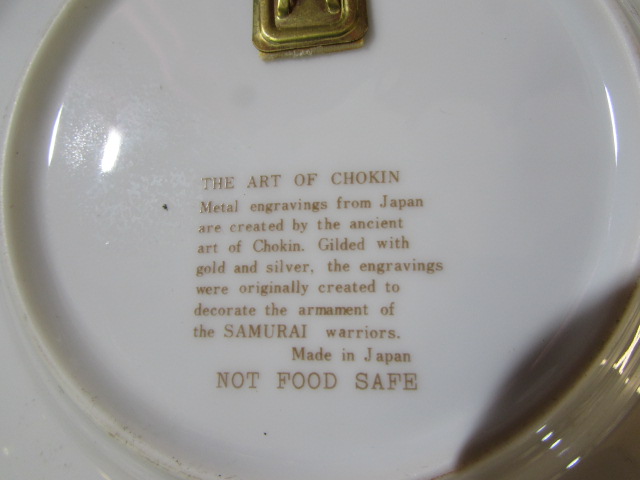 THE ART OF CHOKIN
Metal engravings from Japan
are created by the ancient
art of Chokin. Gilded with
gold and silver, the engravings
were originally created to
decorate the armament of
the SAMURAI warriors.
Made in Japan
NOT FOOD SAFE